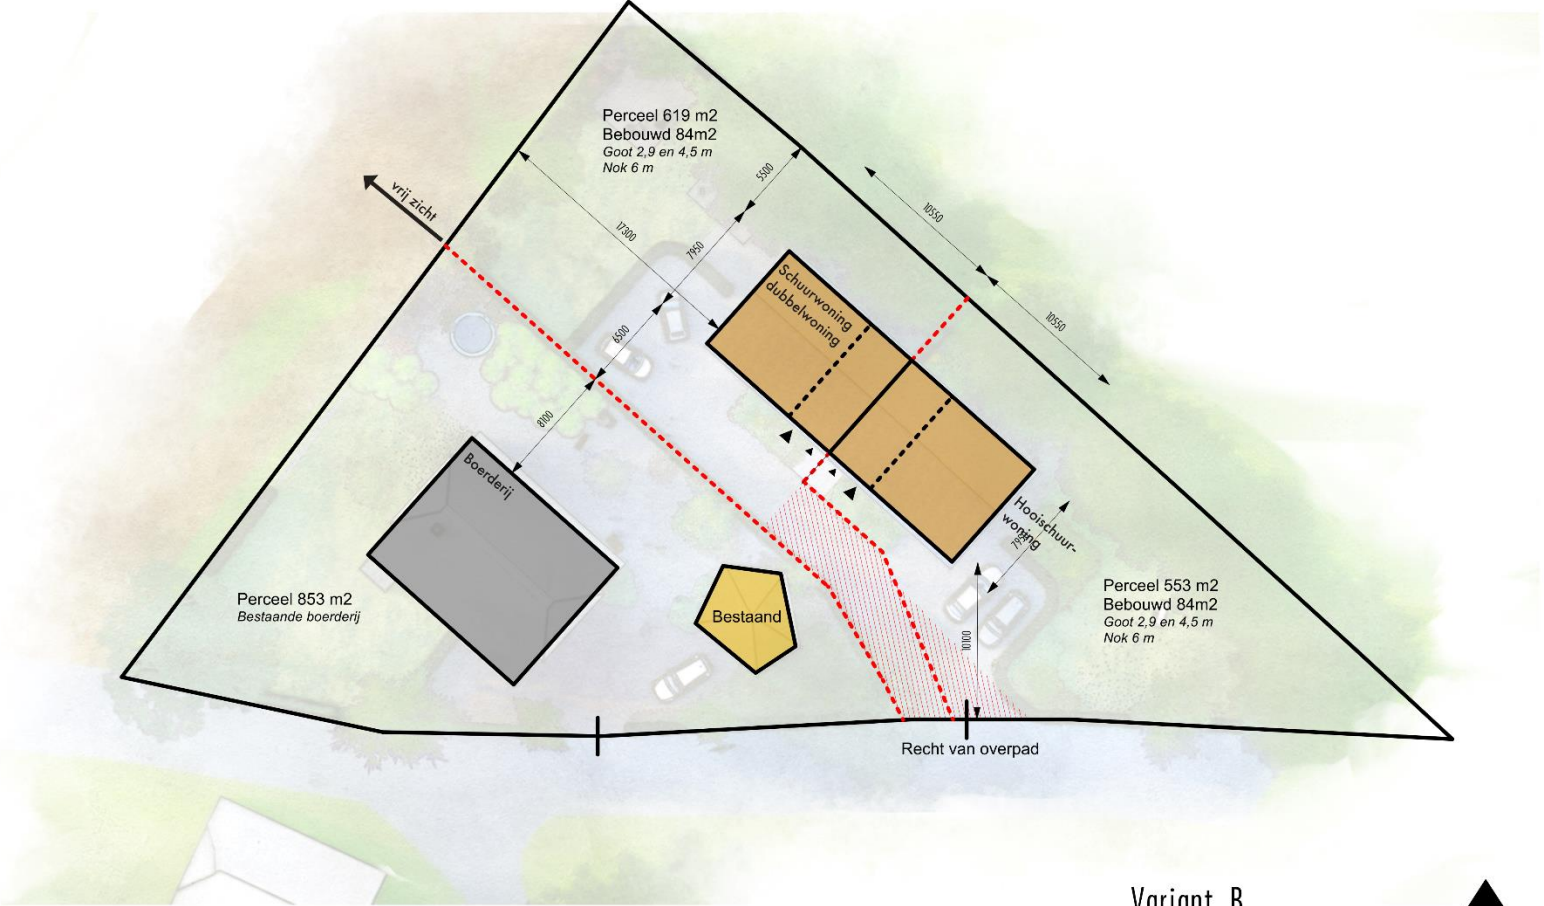 Perceel 619 m2
Bebouwd 84m2
Goot 2,9 en 4,5 m
Nok 6 m
vrij zicht
5500
10550
17300
7950
Schuurwoning
dubbelwoning
10550
6500
8100
Boerderij
Hooischuur-
woning
Perceel 853 m2
Bestaande boerderij
Bestaand
Perceel 553 m2
Bebouwd 84m2
Goot 2,9 en 4,5 m
Nok 6 m
10100
Recht van overpad
Variant B